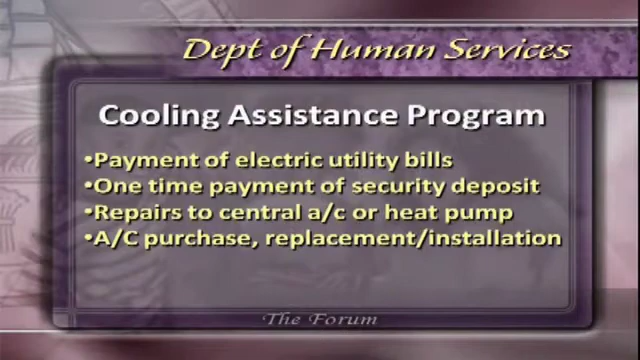 Dept of Human Services
Cooling Assistance Program
•Payment of electric utility bills
•One time payment of security deposit
•Repairs to central a/c or heat pump
•A/C purchase, replacement/installation
The Forum